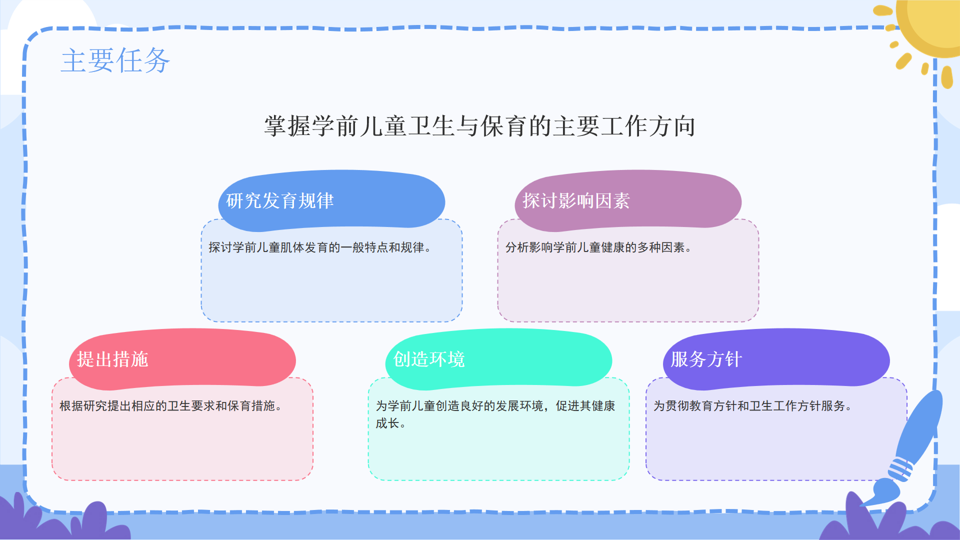 主要任务
掌握学前儿童卫生与保育的主要工作方向
研究发育规律
探讨学前儿童肌体发育的一般特点和规律。
探讨影响因素
分析影响学前儿童健康的多种因素。
提出措施
根据研究提出相应的卫生要求和保育措施。
创造环境
为学前儿童创造良好的发展环境，促进其健康
成长。
服务方针
为贯彻教育方针和卫生工作方针服务。